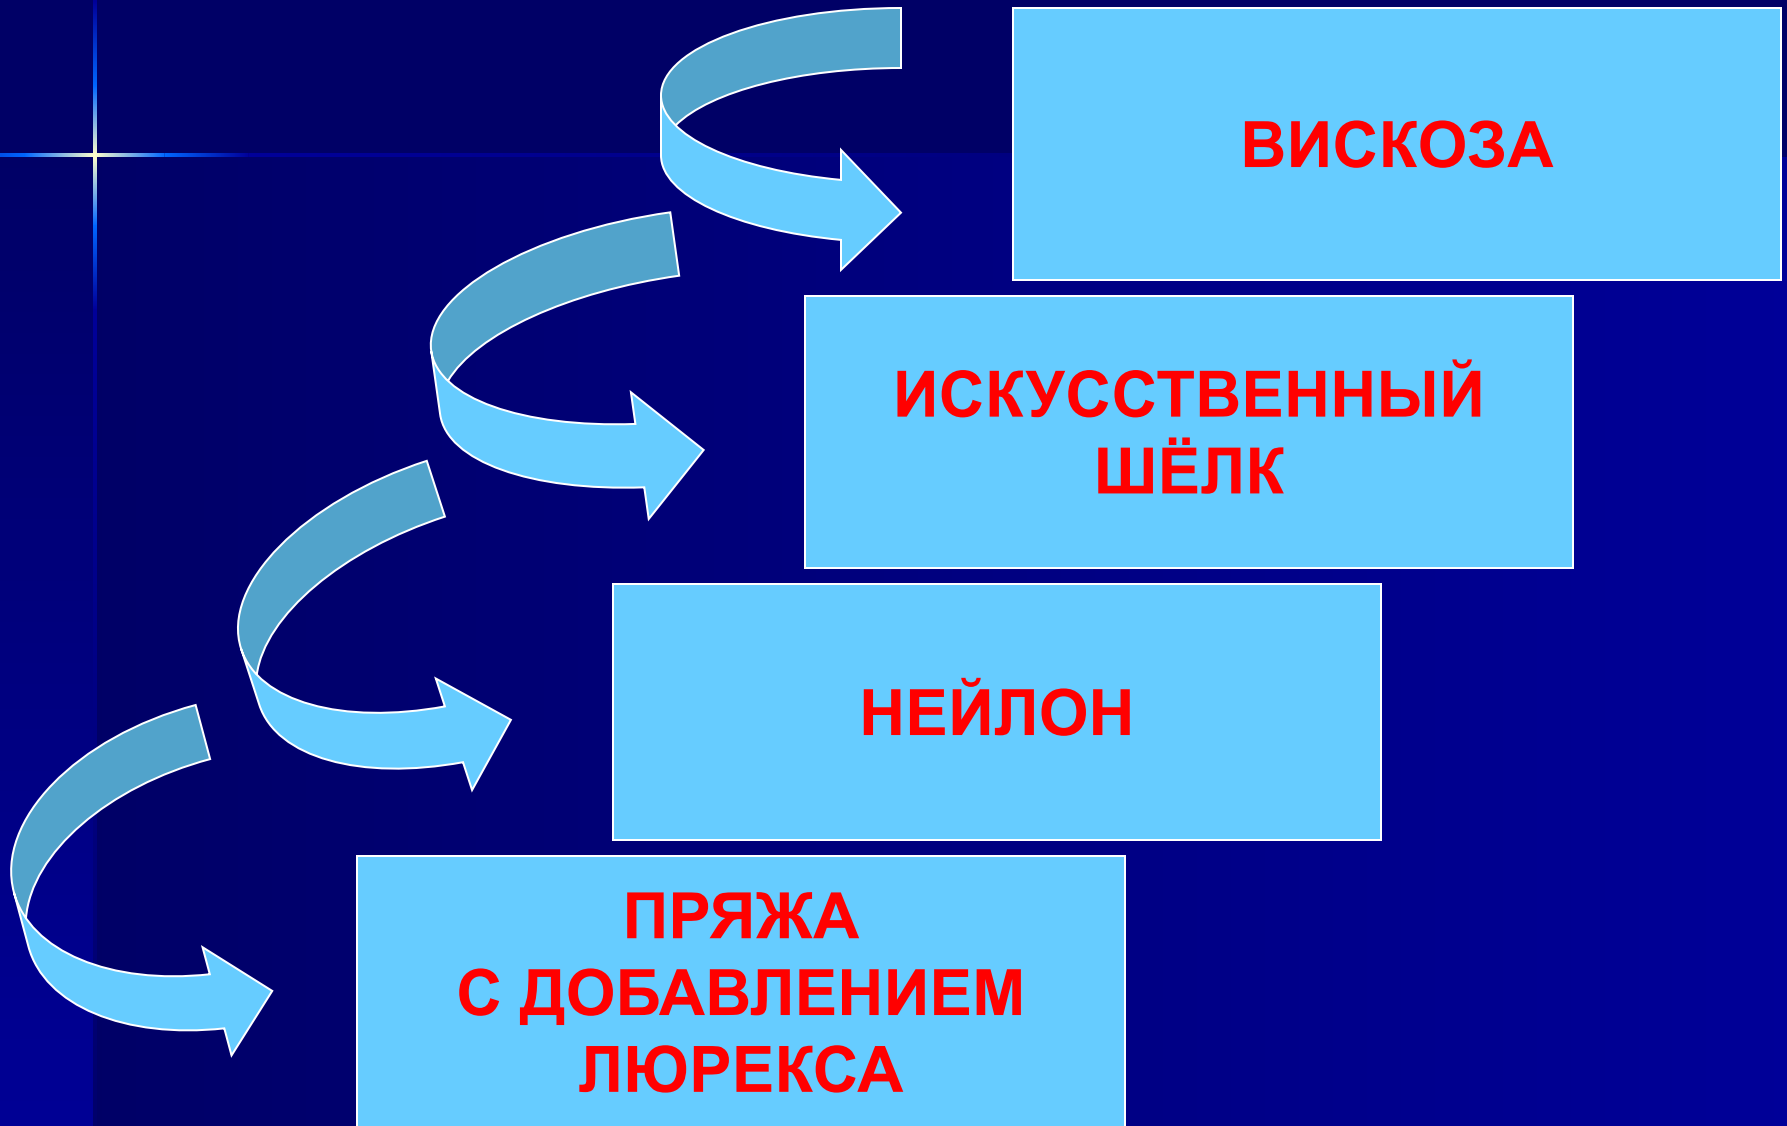 ВИСКОЗА
ИСКУССТВЕННЫЙ
ШЁЛК
НЕЙЛОН
ПРЯЖА
С ДОБАВЛЕНИЕМ
ЛЮРЕКСА